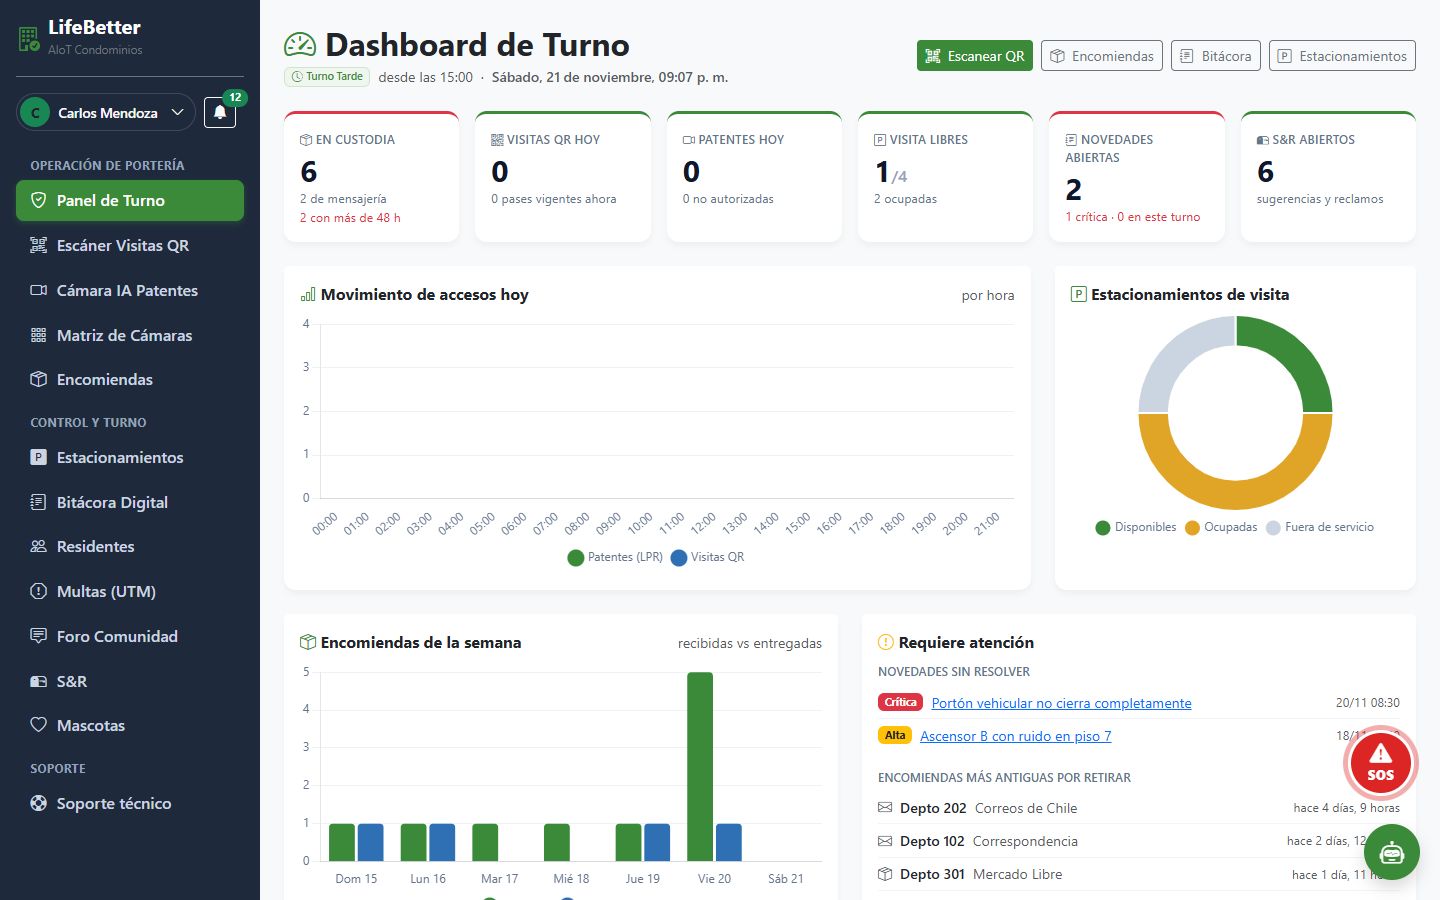 LifeBetter
AIoT Condominios
C Carlos Mendoza
12
OPERACIÓN DE PORTERÍA
Panel de Turno
Escáner Visitas QR
Cámara IA Patentes
Matriz de Cámaras
Encomiendas
CONTROL Y TURNO
Estacionamientos
Bitácora Digital
Residentes
Multas (UTM)
Foro Comunidad
S&R
Mascotas
SOPORTE
Soporte técnico
Dashboard de Turno
Turno Tarde desde las 15:00 · Sábado, 21 de noviembre, 09:07 p. m.
Escanear QR
Encomiendas
Bitácora
Estacionamientos
EN CUSTODIA
6
2 de mensajería
2 con más de 48 h
VISITAS QR HOY
0
0 pases vigentes ahora
PATENTES HOY
0
0 no autorizadas
VISITA LIBRES
1/4
2 ocupadas
NOVEDADES
ABIERTAS
2
1 crítica · 0 en este turno
S&R ABIERTOS
6
sugerencias y reclamos
Movimiento de accesos hoy
por hora
4
3
2
1
0
00:00 01:00 02:00 03:00 04:00 05:00 06:00 07:00 08:00 09:00 10:00 11:00 12:00 13:00 14:00 15:00 16:00 17:00 18:00 19:00 20:00 21:00
Patentes (LPR) Visitas QR
Estacionamientos de visita
Disponibles Ocupadas Fuera de servicio
Encomiendas de la semana
recibidas vs entregadas
5
4
3
2
1
0
Dom 15 Lun 16 Mar 17 Mié 18 Jue 19 Vie 20 Sáb 21
Requiere atención
NOVEDADES SIN RESOLVER
Crítica Portón vehicular no cierra completamente 20/11 08:30
Alta Ascensor B con ruido en piso 7
SOS
ENCOMIENDAS MÁS ANTIGUAS POR RETIRAR
Depto 202 Correos de Chile hace 4 días, 9 horas
Depto 102 Correspondencia hace 2 días,
Depto 301 Mercado Libre hace 1 día, 11